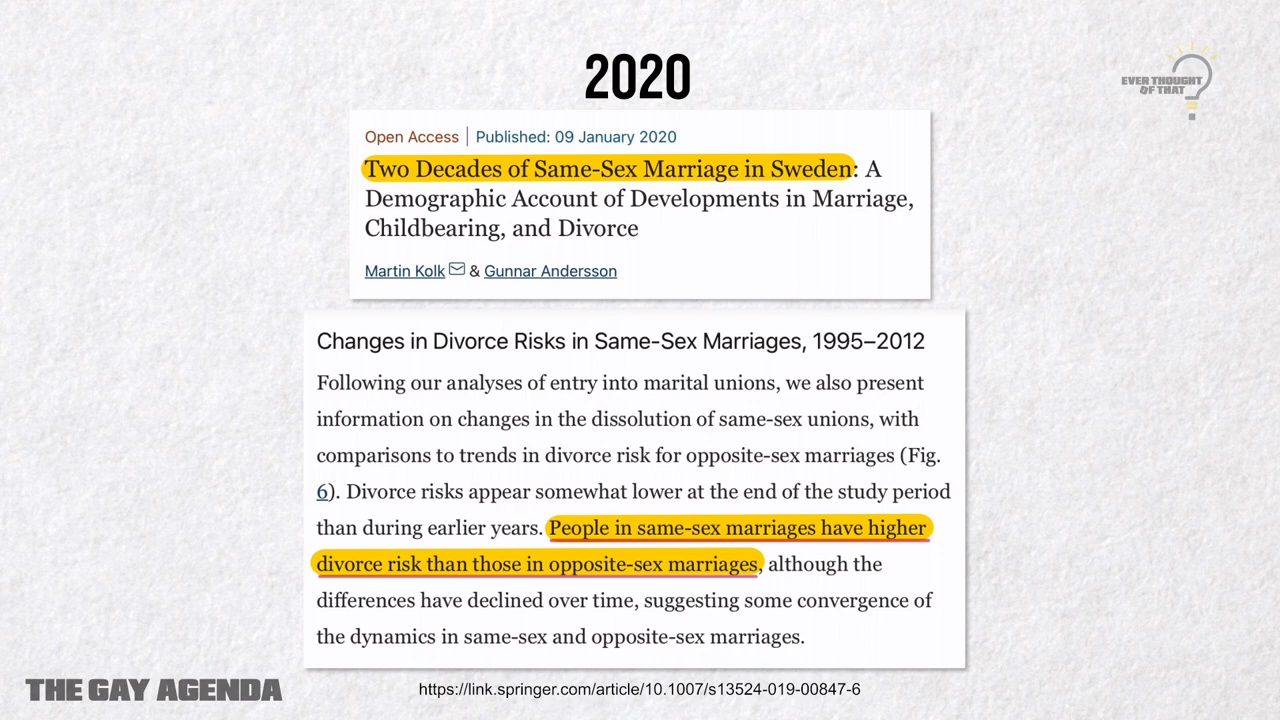 2020
EVER THOUGHT
OF THAT
Open Access | Published: 09 January 2020
Two Decades of Same-Sex Marriage in Sweden: A
Demographic Account of Developments in Marriage,
Childbearing, and Divorce
Martin Kolk & Gunnar Andersson
Changes in Divorce Risks in Same-Sex Marriages, 1995–2012
Following our analyses of entry into marital unions, we also present
information on changes in the dissolution of same-sex unions, with
comparisons to trends in divorce risk for opposite-sex marriages (Fig.
6). Divorce risks appear somewhat lower at the end of the study period
than during earlier years. People in same-sex marriages have higher
divorce risk than those in opposite-sex marriages, although the
differences have declined over time, suggesting some convergence of
the dynamics in same-sex and opposite-sex marriages.
THE GAY AGENDA
https://link.springer.com/article/10.1007/s13524-019-00847-6